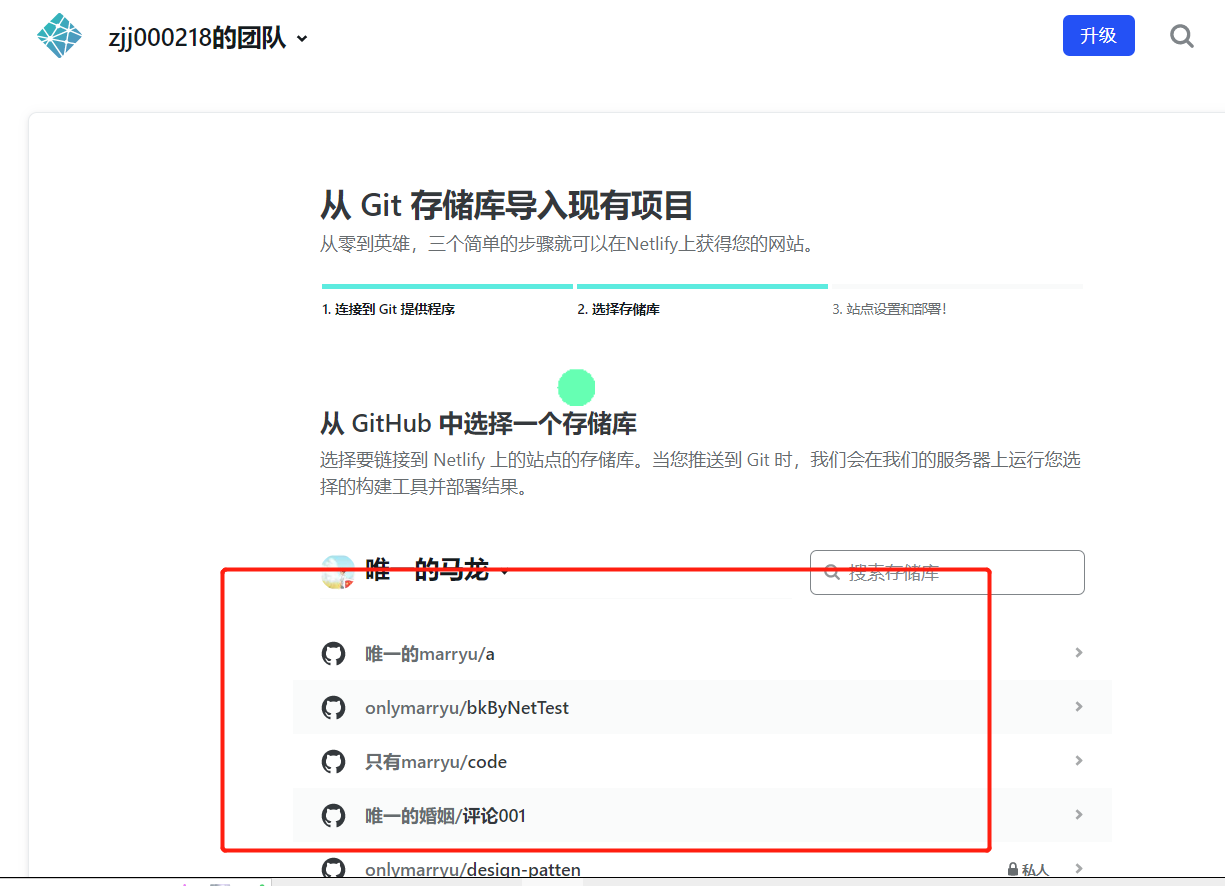 zjj000218的团队
升级
从 Git 存储库导入现有项目
从零到英雄，三个简单的步骤就可以在Netlify上获得您的网站。
1. 连接到 Git 提供程序
2. 选择存储库
3. 站点设置和部署！
从 GitHub 中选择一个存储库
选择要链接到 Netlify 上的站点的存储库。当您推送到 Git 时，我们会在我们的服务器上运行您选
择的构建工具并部署结果。
唯一的马龙
搜索存储库
唯一的marryu/a
onlymarryu/bkByNetTest
只有marryu/code
唯一的婚姻/评论001
onlymarryu/design-patten
私人